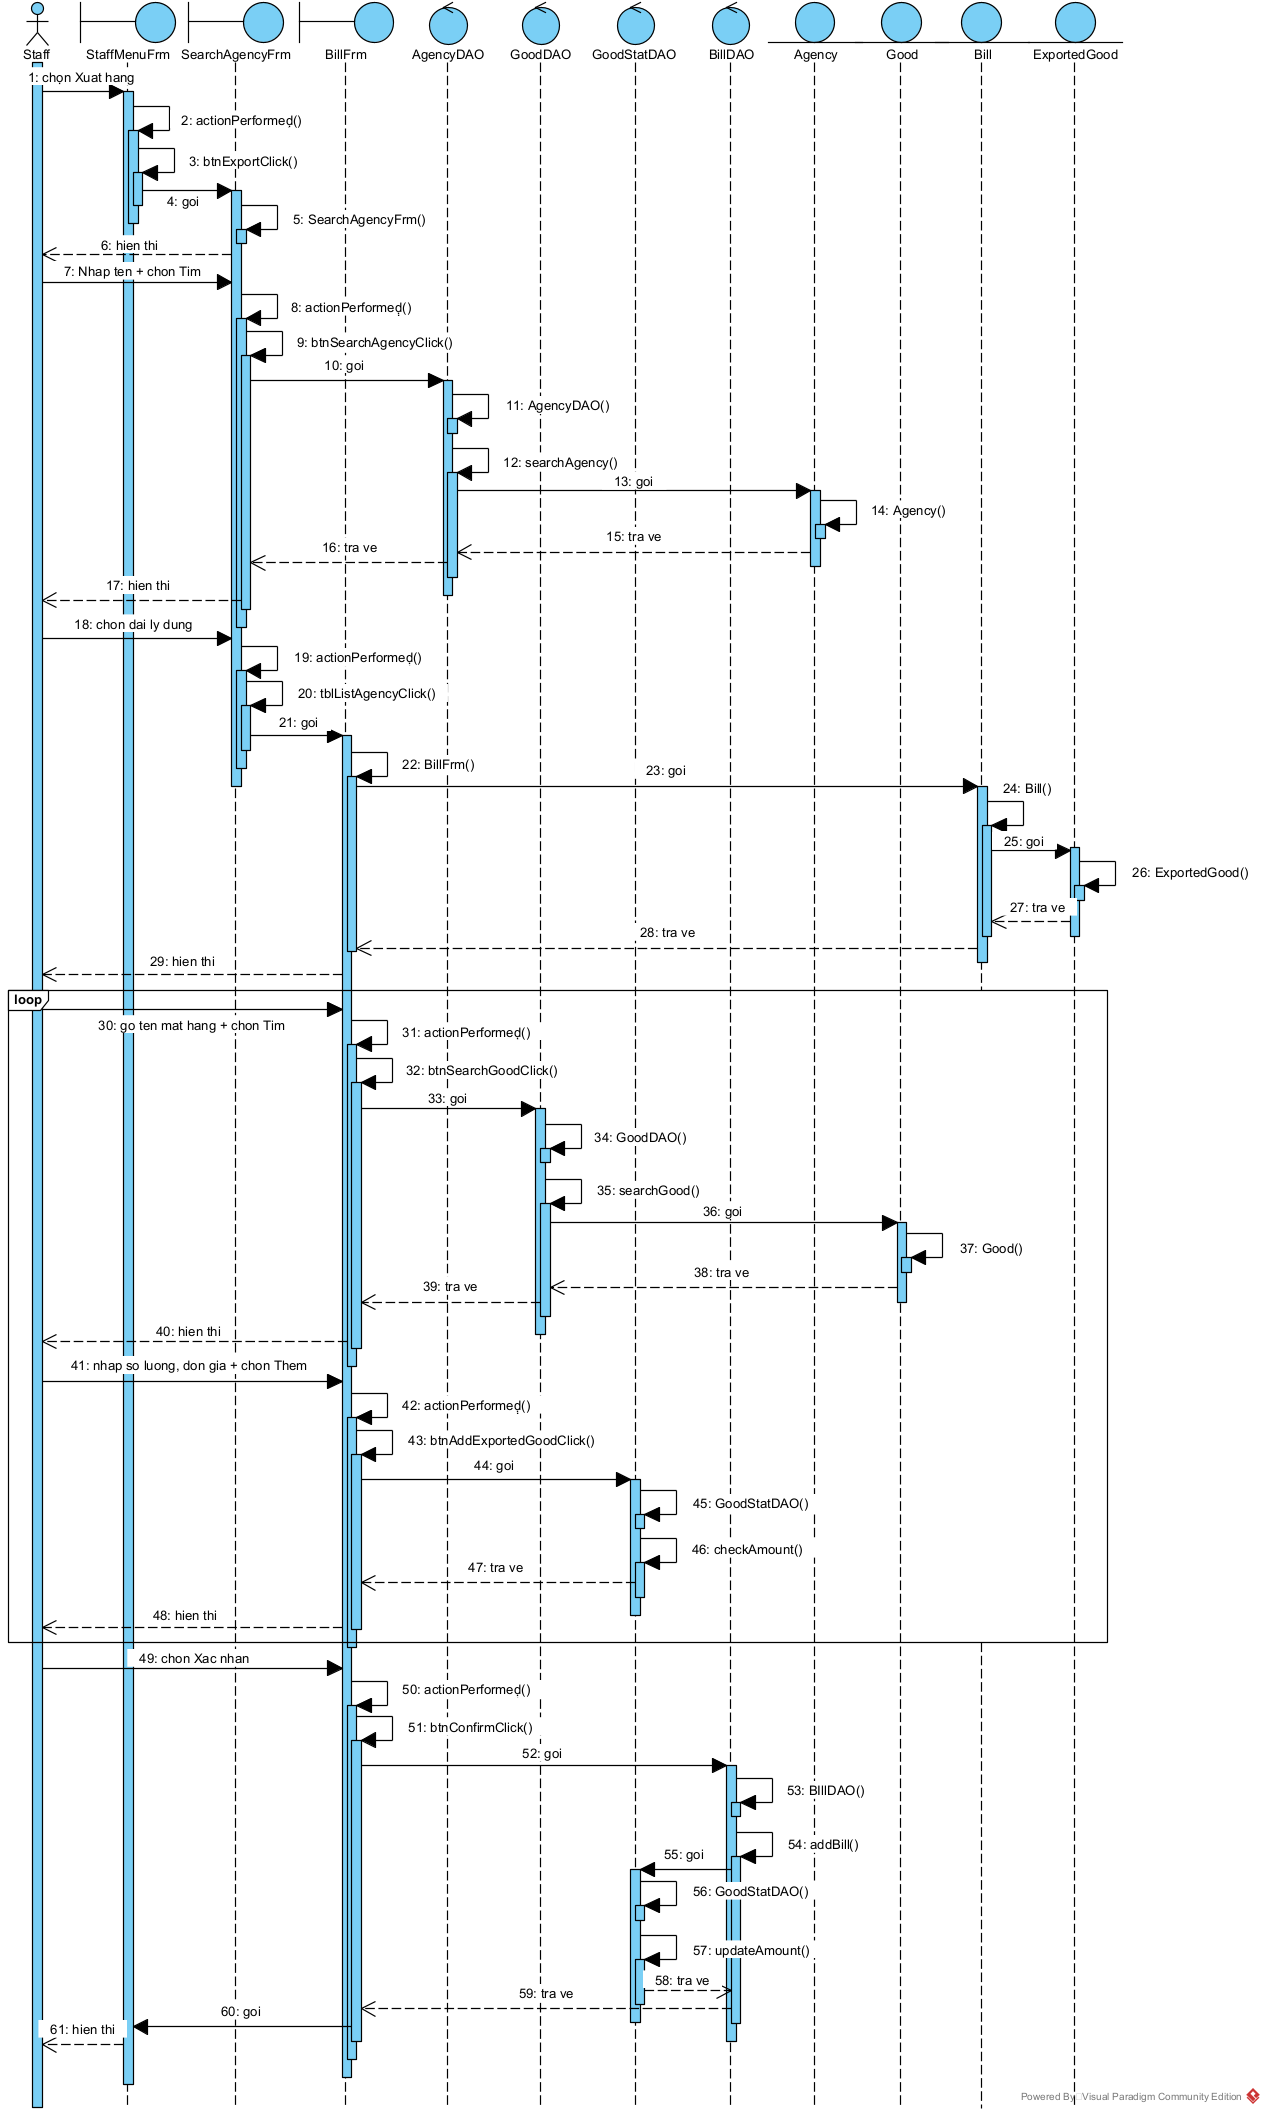 Staff
StaffMenuFrm
SearchAgencyFrm
BillFrm
AgencyDAO
GoodDAO
GoodStatDAO
BillDAO
Agency
Good
Bill
ExportedGood
1: chọn Xuat hang
2: actionPerformed()
3: btnExportClick()
4: goi
5: SearchAgencyFrm()
6: hien thi
7: Nhap ten + chon Tim
8: actionPerformed()
9: btnSearchAgencyClick()
10: goi
11: AgencyDAO()
12: searchAgency()
13: goi
14: Agency()
15: tra ve
16: tra ve
17: hien thi
18: chon dai ly dung
19: actionPerformed()
20: tblListAgencyClick()
21: goi
22: BillFrm()
23: goi
24: Bill()
25: goi
26: ExportedGood()
27: tra ve
28: tra ve
29: hien thi
loop
30: go ten mat hang + chon Tim
31: actionPerformed()
32: btnSearchGoodClick()
33: goi
34: GoodDAO()
35: searchGood()
36: goi
37: Good()
38: tra ve
39: tra ve
40: hien thi
41: nhap so luong, don gia + chon Them
42: actionPerformed()
43: btnAddExportedGoodClick()
44: goi
45: GoodStatDAO()
46: checkAmount()
47: tra ve
48: hien thi
49: chon Xac nhan
50: actionPerformed()
51: btnConfirmClick()
52: goi
53: BIllDAO()
54: addBill()
55: goi
56: GoodStatDAO()
57: updateAmount()
58: tra ve
59: tra ve
60: goi
61: hien thi
Powered By Visual Paradigm Community Edition